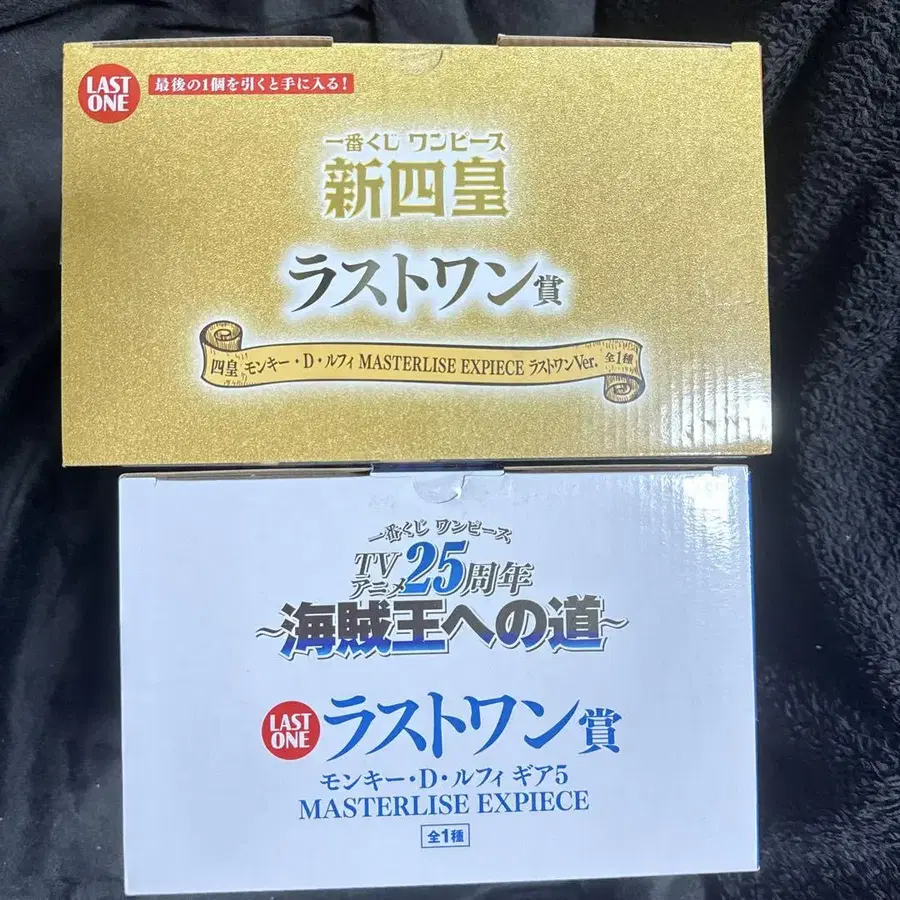 LAST
ONE
最後の1個を引くと手に入る!
一番くじ ワンピース
新四皇
ラストワン賞
四皇 モンキー・D・ルフィ MASTERLISE EXPIECE ラストワンVer. 全1種
一番くじ ワンピース
TV
アニメ25周年
~海賊王への道~
LAST
ONE
ラストワン賞
モンキー・D・ルフィ ギア5
MASTERLISE EXPIECE
全1種